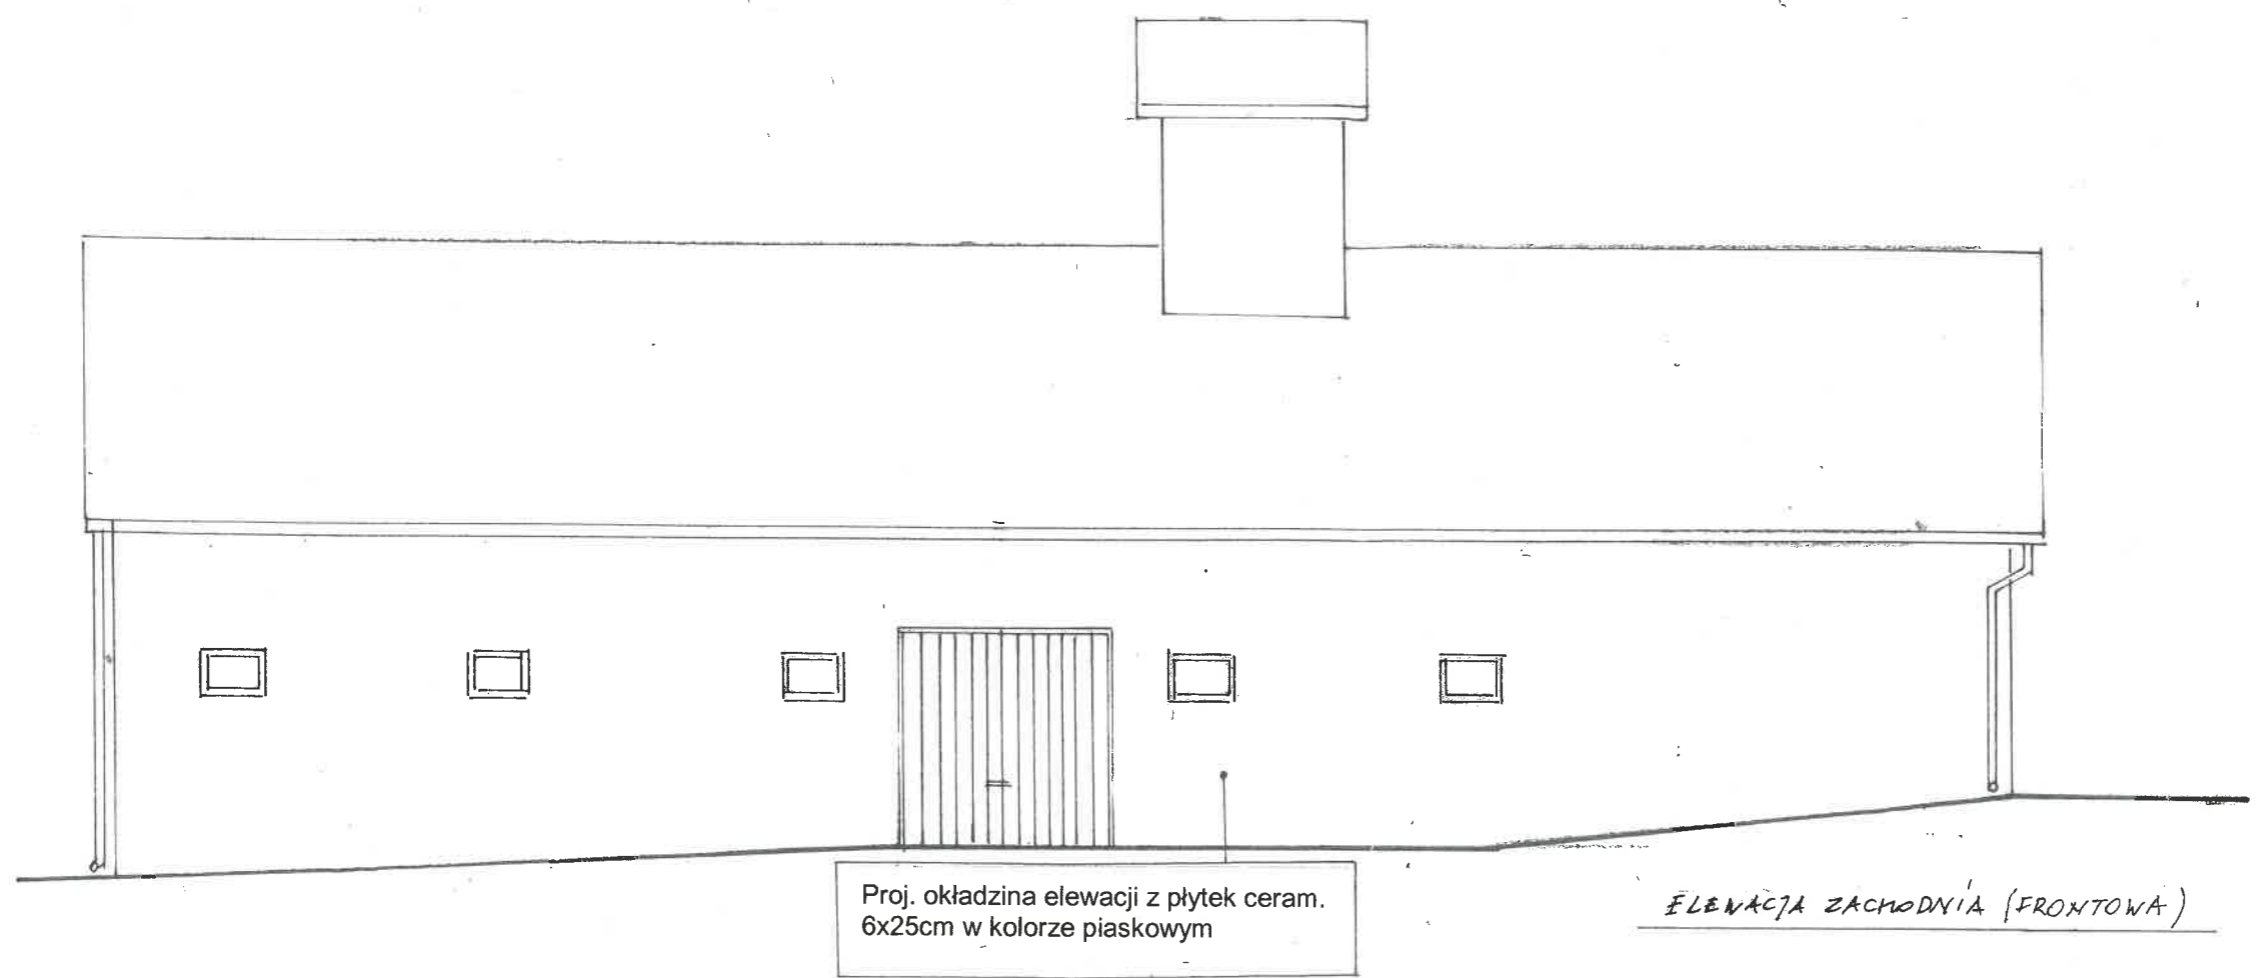 Proj. okładzina elewacji z płytek ceram.
6x25cm w kolorze piaskowym
ELEWACJA ZACHODNIA (FRONTOWA)